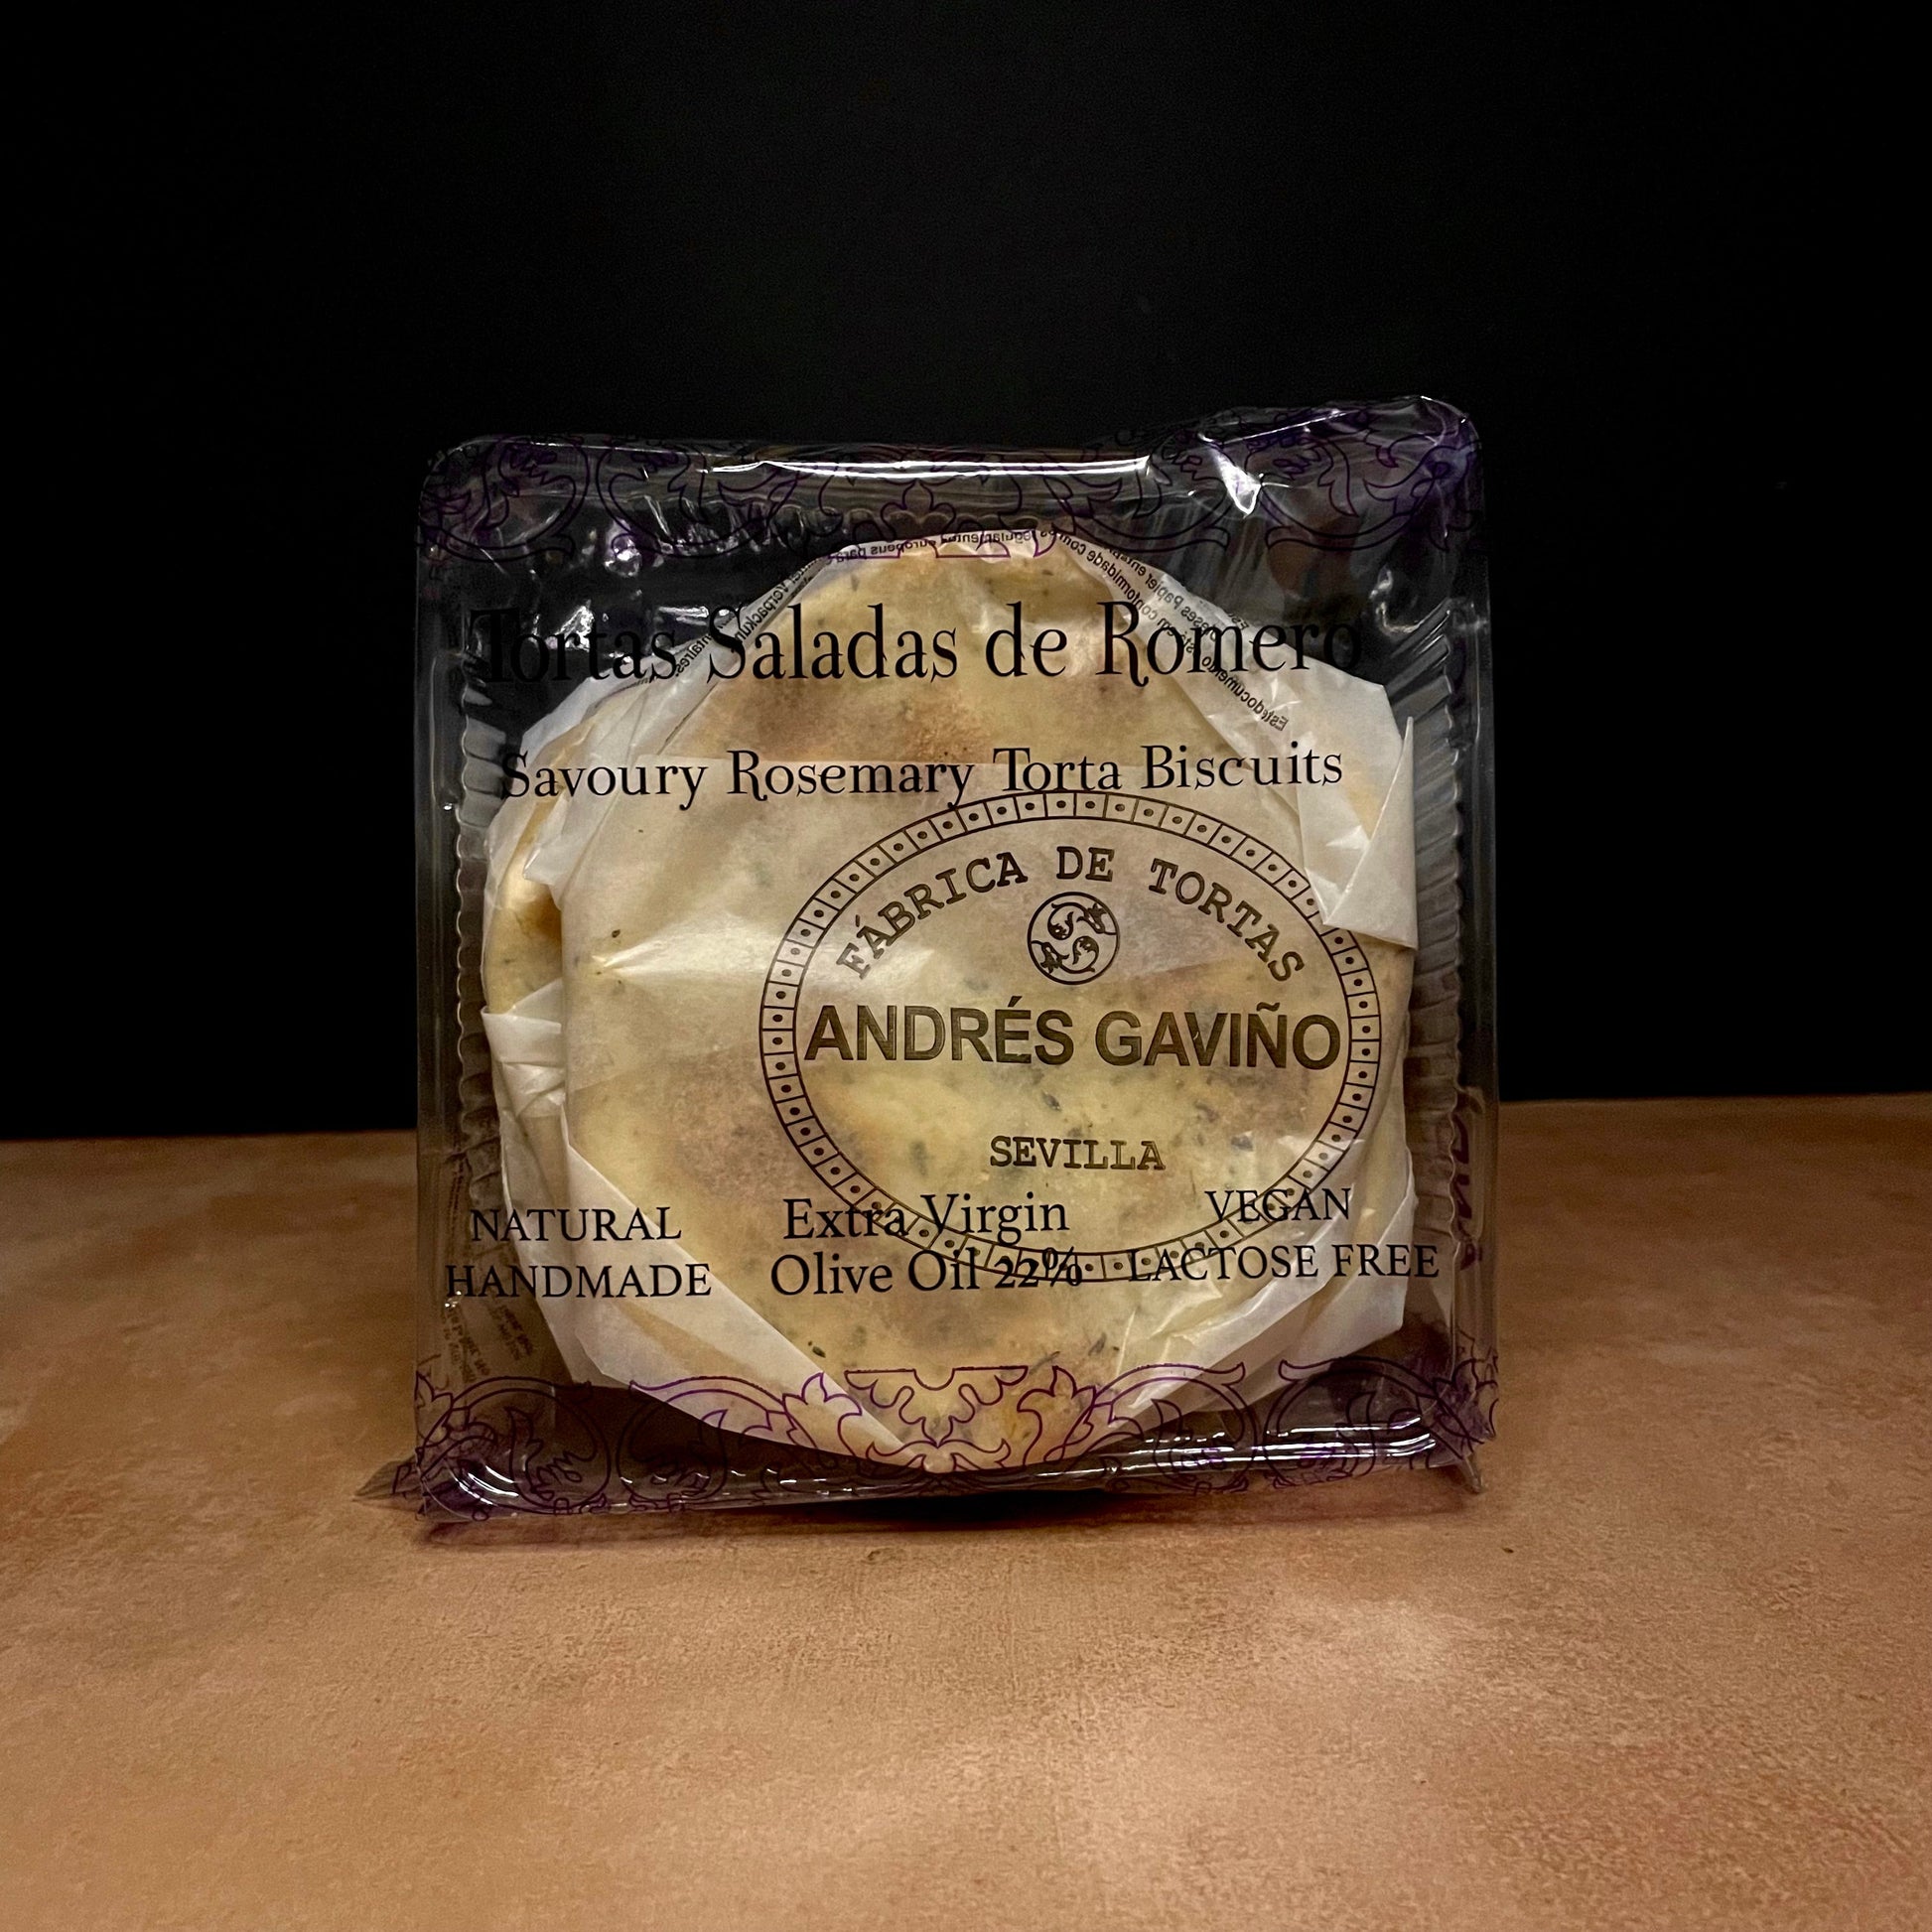 Tortas Saladas de Romero
Savoury Rosemary Torta Biscuits
FÁBRICA DE TORTAS
ANDRÉS GAVIÑO
SEVILLA
NATURAL
HANDMADE
Extra Virgin
Olive Oil 22%
VEGAN
LACTOSE FREE